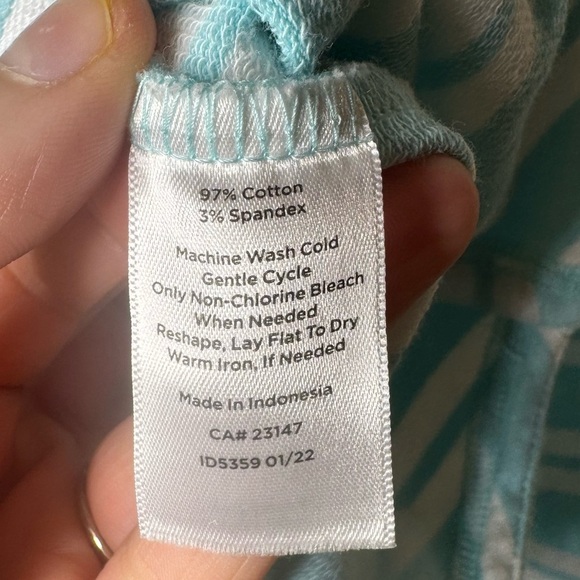 97% Cotton
3% Spandex
Machine Wash Cold
Gentle Cycle
Only Non-Chlorine Bleach
When Needed
Reshape, Lay Flat To Dry
Warm Iron, If Needed
Made In Indonesia
CA# 23147
ID5359 01/22